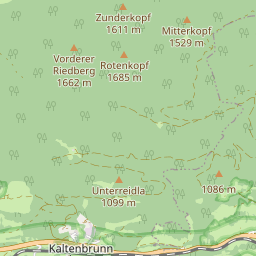 Zunderkopf
1611 m
Mitterkopf
1529 m
Vorderer
Riedberg
1662 m
Rotenkopf
1685 m
Unterreidla
1099 m
1086 m
Kaltenbrunn